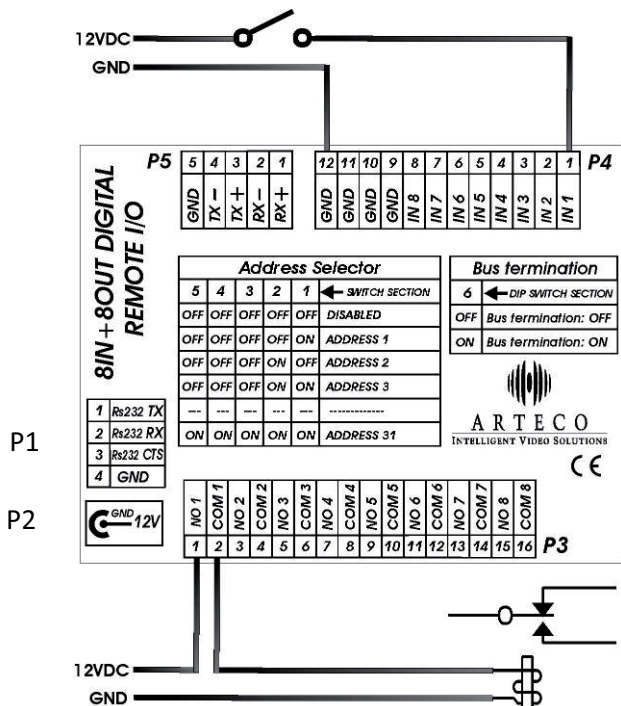 12VDC
GND
P5 5 4 3 2 1
GND TX- TX+ RX- RX+
12 11 10 9 8 7 6 5 4 3 2 1 P4
GND GND GND GND IN 8 IN 7 IN 6 IN 5 IN 4 IN 3 IN 2 IN 1
8IN+8OUT DIGITAL
REMOTE I/O
Address Selector
5 4 3 2 1 SWITCH SECTION
OFF OFF OFF OFF OFF DISABLED
OFF OFF OFF OFF ON ADDRESS 1
OFF OFF OFF ON OFF ADDRESS 2
OFF OFF OFF ON ON ADDRESS 3
--- --- --- --- --- -------------
ON ON ON ON ON ADDRESS 31
Bus termination
6 DIP SWITCH SECTION
OFF Bus termination: OFF
ON Bus termination: ON
ARTECO
INTELLIGENT VIDEO SOLUTIONS
CE
P1
1 Rs232 TX
2 Rs232 RX
3 Rs232 CTS
4 GND
P2
GND 12V
NO 1 COM 1 NO 2 COM 2 NO 3 COM 3 NO 4 COM 4 NO 5 COM 5 NO 6 COM 6 NO 7 COM 7 NO 8 COM 8
1 2 3 4 5 6 7 8 9 10 11 12 13 14 15 16 P3
12VDC
GND